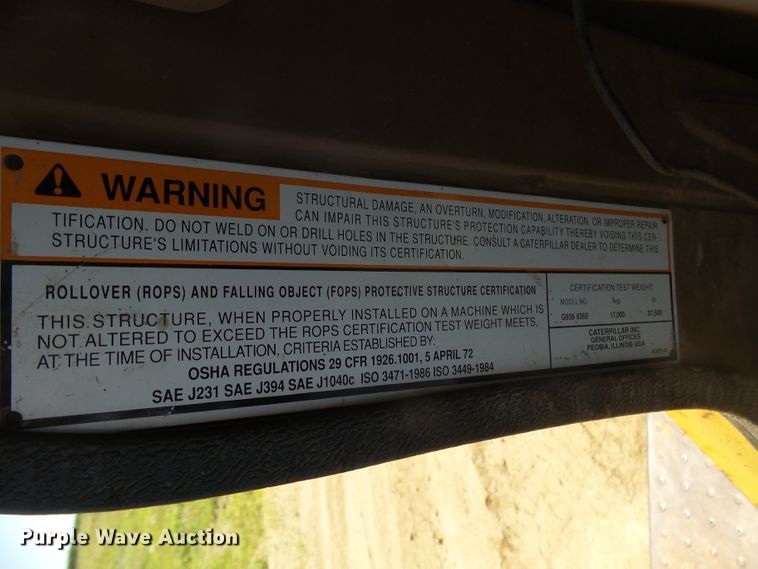 WARNING
STRUCTURAL DAMAGE, AN OVERTURN, MODIFICATION, ALTERATION, OR IMPROPER REPAIR
CAN IMPAIR THIS STRUCTURE'S PROTECTION CAPABILITY THEREBY VOIDING THIS CER-
TIFICATION. DO NOT WELD ON OR DRILL HOLES IN THE STRUCTURE. CONSULT A CATERPILLAR DEALER TO DETERMINE THIS
STRUCTURE'S LIMITATIONS WITHOUT VOIDING ITS CERTIFICATION.
ROLLOVER (ROPS) AND FALLING OBJECT (FOPS) PROTECTIVE STRUCTURE CERTIFICATION
THIS STRUCTURE, WHEN PROPERLY INSTALLED ON A MACHINE WHICH IS
NOT ALTERED TO EXCEED THE ROPS CERTIFICATION TEST WEIGHT MEETS,
AT THE TIME OF INSTALLATION, CRITERIA ESTABLISHED BY:
OSHA REGULATIONS 29 CFR 1926.1001, 5 APRIL 72
SAE J231 SAE J394 SAE J1040c ISO 3471-1986 ISO 3449-1984
CERTIFICATION TEST WEIGHT
MODEL NO. kg lb
G936 936E 17,000 37,500
CATERPILLAR INC.
GENERAL OFFICES
PEORIA, ILLINOIS USA
Purple Wave Auction